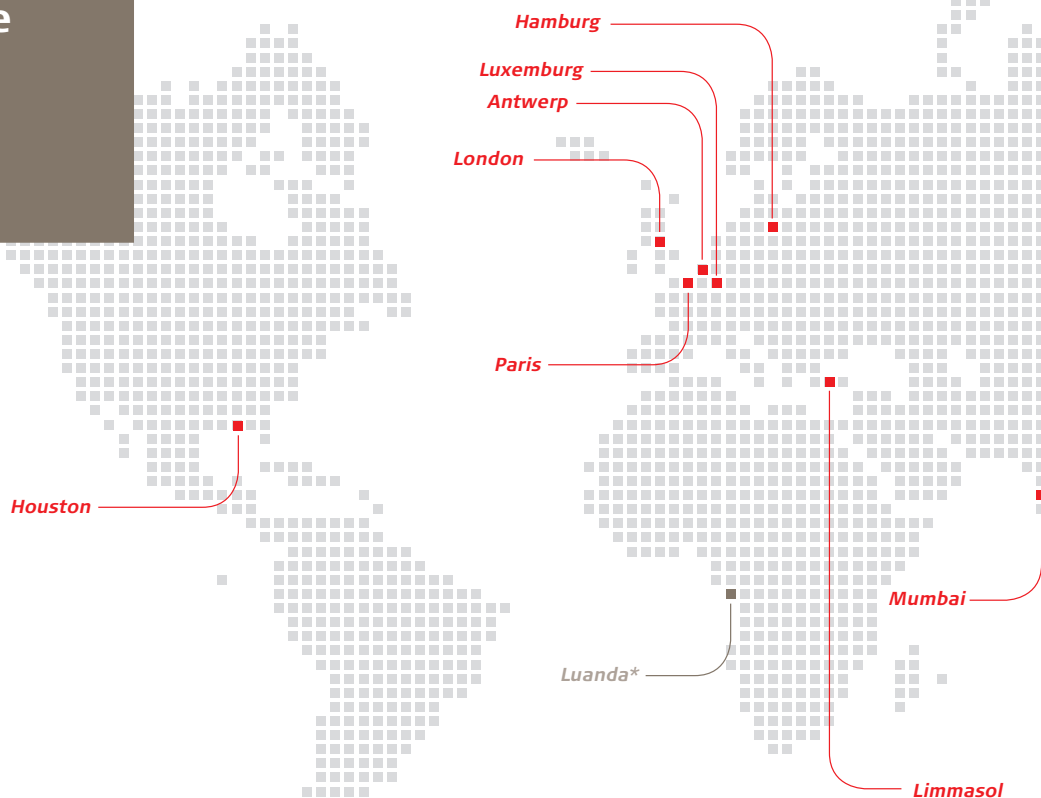 e
Hamburg
Luxemburg
Antwerp
London
Paris
Houston
Mumbai
Luanda*
Limmasol